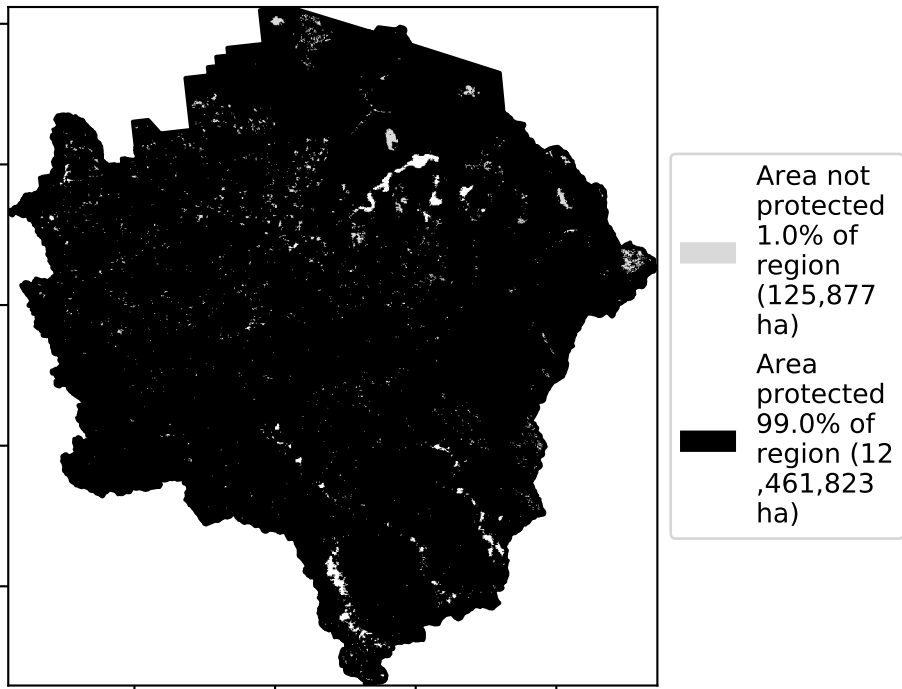 Area not
protected
1.0% of
region
(125,877
ha)
Area
protected
99.0% of
region (12
,461,823
ha)